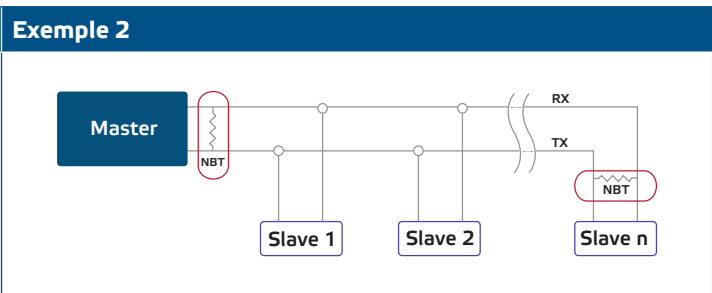 Exemple 2
RX
Master
TX
NBT
NBT
Slave 1
Slave 2
Slave n